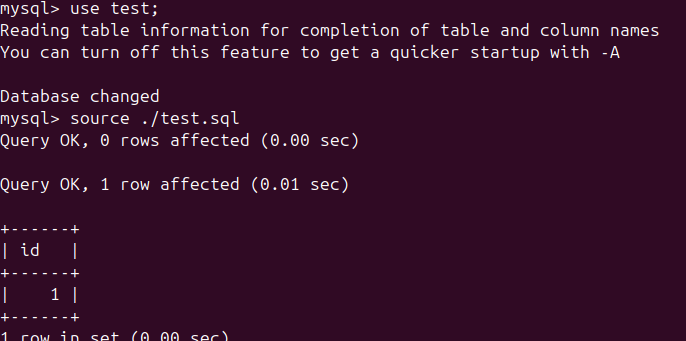 mysql> use test;
Reading table information for completion of table and column names
You can turn off this feature to get a quicker startup with -A
Database changed
mysql> source ./test.sql
Query OK, 0 rows affected (0.00 sec)
Query OK, 1 row affected (0.01 sec)
+------+
| id   |
+------+
|    1 |
+------+
1 row in set (0.00 sec)